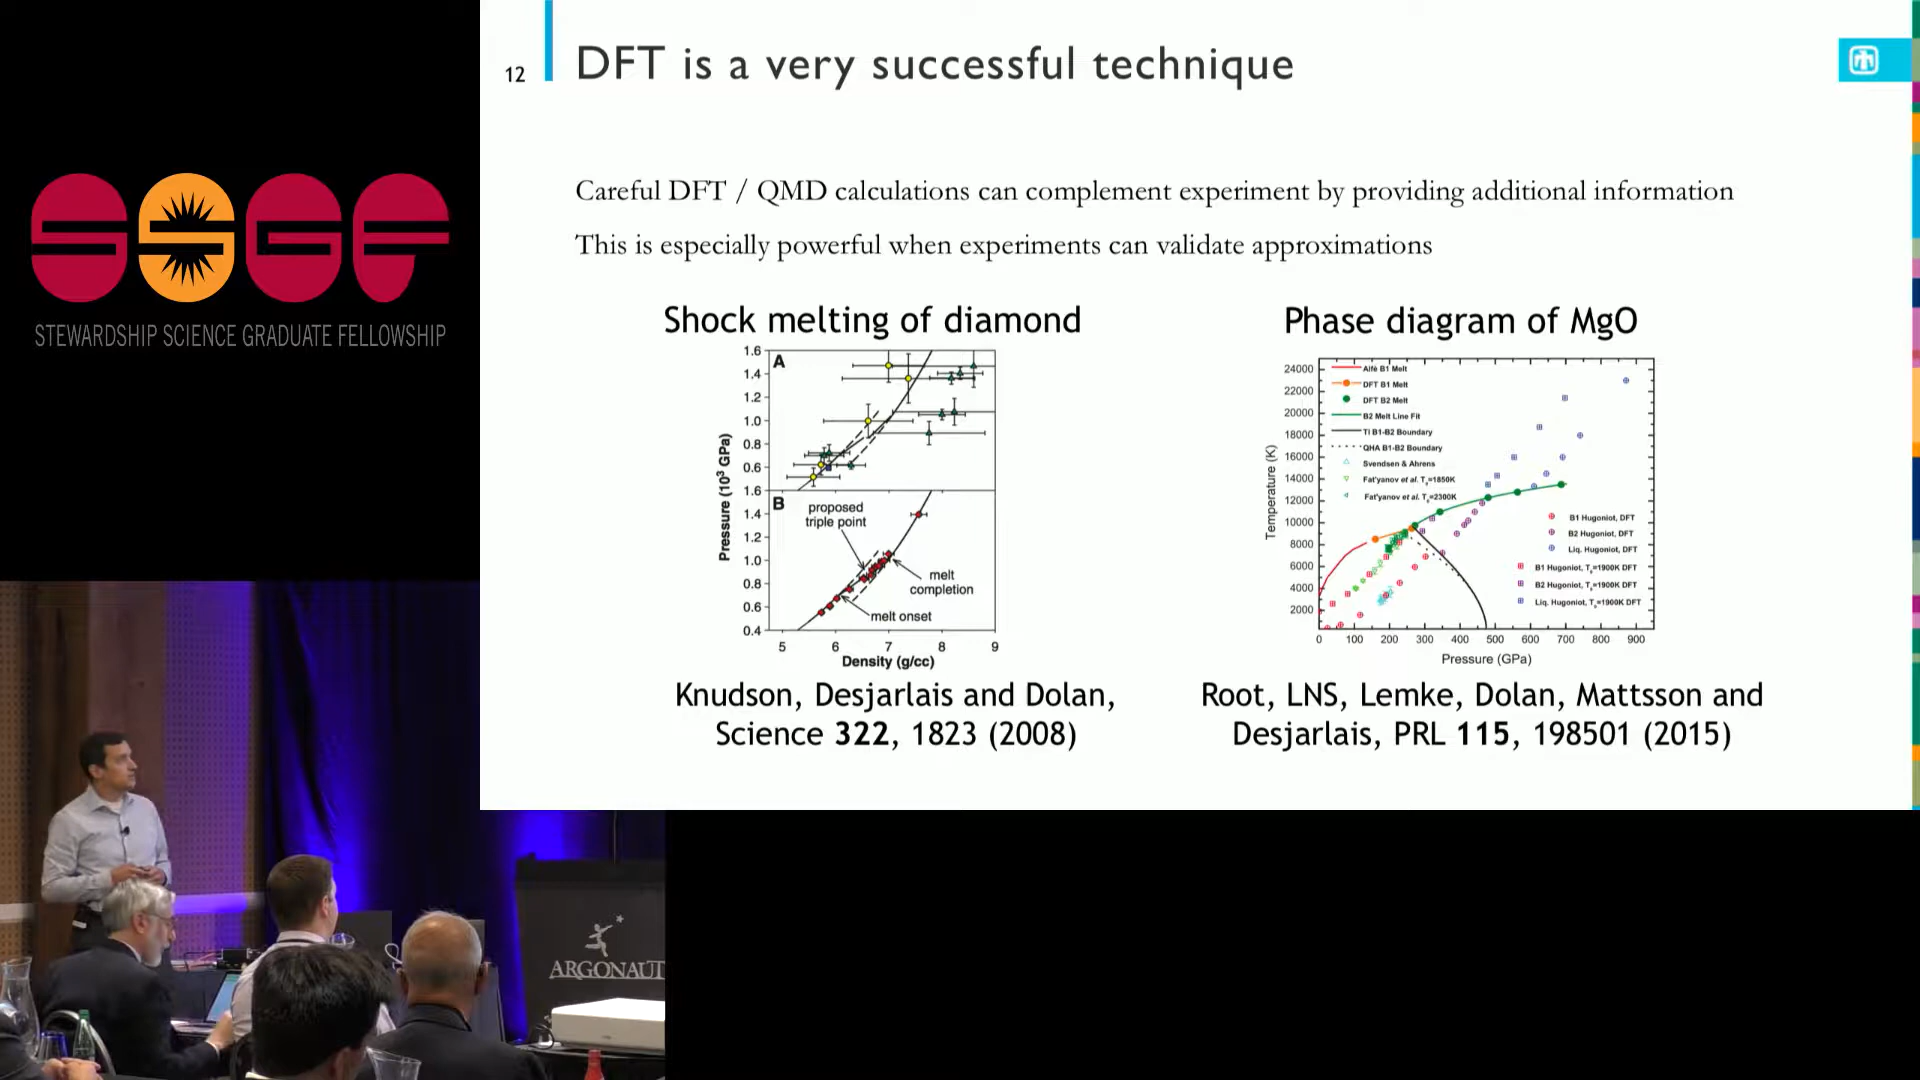 SSGF
STEWARDSHIP SCIENCE GRADUATE FELLOWSHIP
12
DFT is a very successful technique
Careful DFT / QMD calculations can complement experiment by providing additional information
This is especially powerful when experiments can validate approximations
Shock melting of diamond
Phase diagram of MgO
A
1.6
1.4
1.2
1.0
0.8
0.6
Pressure (10³ GPa)
B
1.6
1.4
1.2
1.0
0.8
0.6
0.4
proposed
triple point
melt
completion
melt onset
5 6 7 8 9
Density (g/cc)
24000
22000
20000
18000
16000
14000
12000
10000
8000
6000
4000
2000
Temperature (K)
Alfè B1 Melt
DFT B1 Melt
DFT B2 Melt
B2 Melt Line Fit
TI B1-B2 Boundary
QHA B1-B2 Boundary
Svendsen & Ahrens
Fat'yanov et al. T₀=1850K
Fat'yanov et al. T₀=2300K
B1 Hugoniot, DFT
B2 Hugoniot, DFT
Liq. Hugoniot, DFT
B1 Hugoniot, T₀=1900K DFT
B2 Hugoniot, T₀=1900K DFT
Liq. Hugoniot, T₀=1900K DFT
0 100 200 300 400 500 600 700 800 900
Pressure (GPa)
Knudson, Desjarlais and Dolan,
Science 322, 1823 (2008)
Root, LNS, Lemke, Dolan, Mattsson and
Desjarlais, PRL 115, 198501 (2015)
ARGONAUT